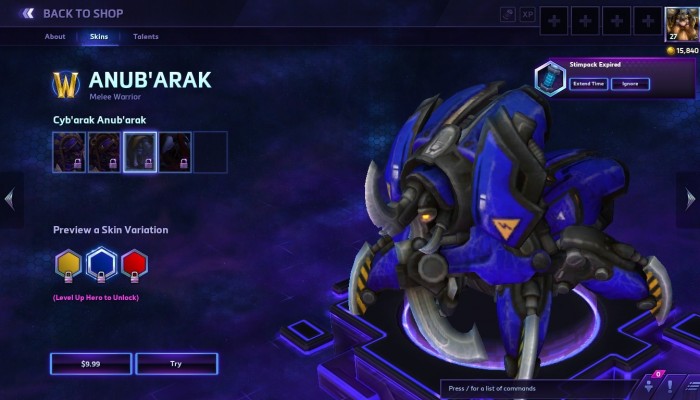 BACK TO SHOP
XP
About
Skins
Talents
27
15,840
Stimpack Expired
Extend Time
Ignore
W
ANUB'ARAK
Melee Warrior
Cyb'arak Anub'arak
Preview a Skin Variation
(Level Up Hero to Unlock)
$9.99
Try
Press / for a list of commands
0